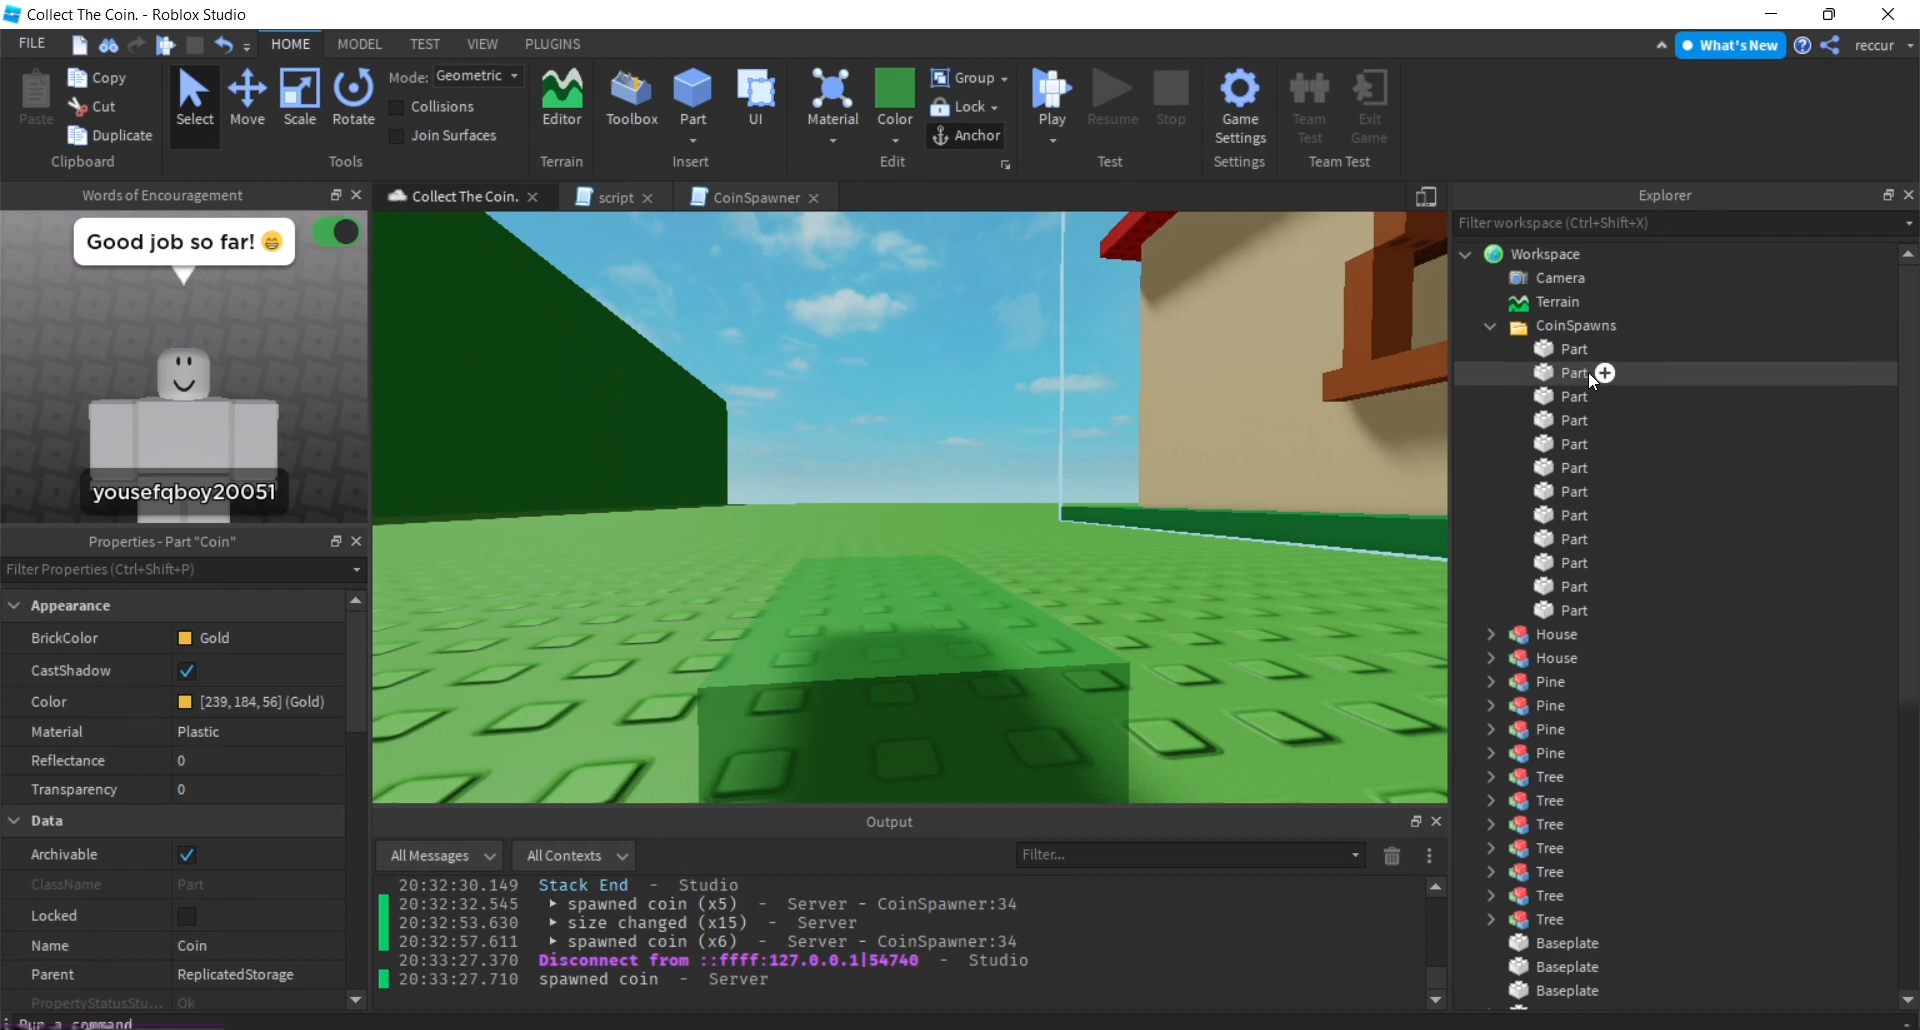 Collect The Coin. - Roblox Studio
FILE HOME MODEL TEST VIEW PLUGINS What's New reccur
Paste Copy Cut Duplicate Clipboard
Select Move Scale Rotate Mode: Geometric Collisions Join Surfaces Tools
Editor Terrain
Toolbox Part UI Insert
Material Color Group Lock Anchor Edit
Play Resume Stop Test
Game Settings Settings
Team Test Exit Game Team Test
Words of Encouragement
Good job so far! 😁
yousefqboy20051
Properties - Part "Coin"
Filter Properties (Ctrl+Shift+P)
Appearance
BrickColor Gold
CastShadow
Color [239, 184, 56] (Gold)
Material Plastic
Reflectance 0
Transparency 0
Data
Archivable
ClassName Part
Locked
Name Coin
Parent ReplicatedStorage
PropertyStatusStu... Ok
Run a command
Collect The Coin. script CoinSpawner
Output
All Messages All Contexts Filter...
20:32:30.149 Stack End - Studio
20:32:32.545 ▶ spawned coin (x5) - Server - CoinSpawner:34
20:32:53.630 ▶ size changed (x15) - Server
20:32:57.611 ▶ spawned coin (x6) - Server - CoinSpawner:34
20:33:27.370 Disconnect from ::ffff:127.0.0.1|54740 - Studio
20:33:27.710 spawned coin - Server
Explorer
Filter workspace (Ctrl+Shift+X)
Workspace
Camera
Terrain
CoinSpawns
Part
Part
Part
Part
Part
Part
Part
Part
Part
Part
Part
Part
House
House
Pine
Pine
Pine
Pine
Tree
Tree
Tree
Tree
Tree
Tree
Tree
Baseplate
Baseplate
Baseplate